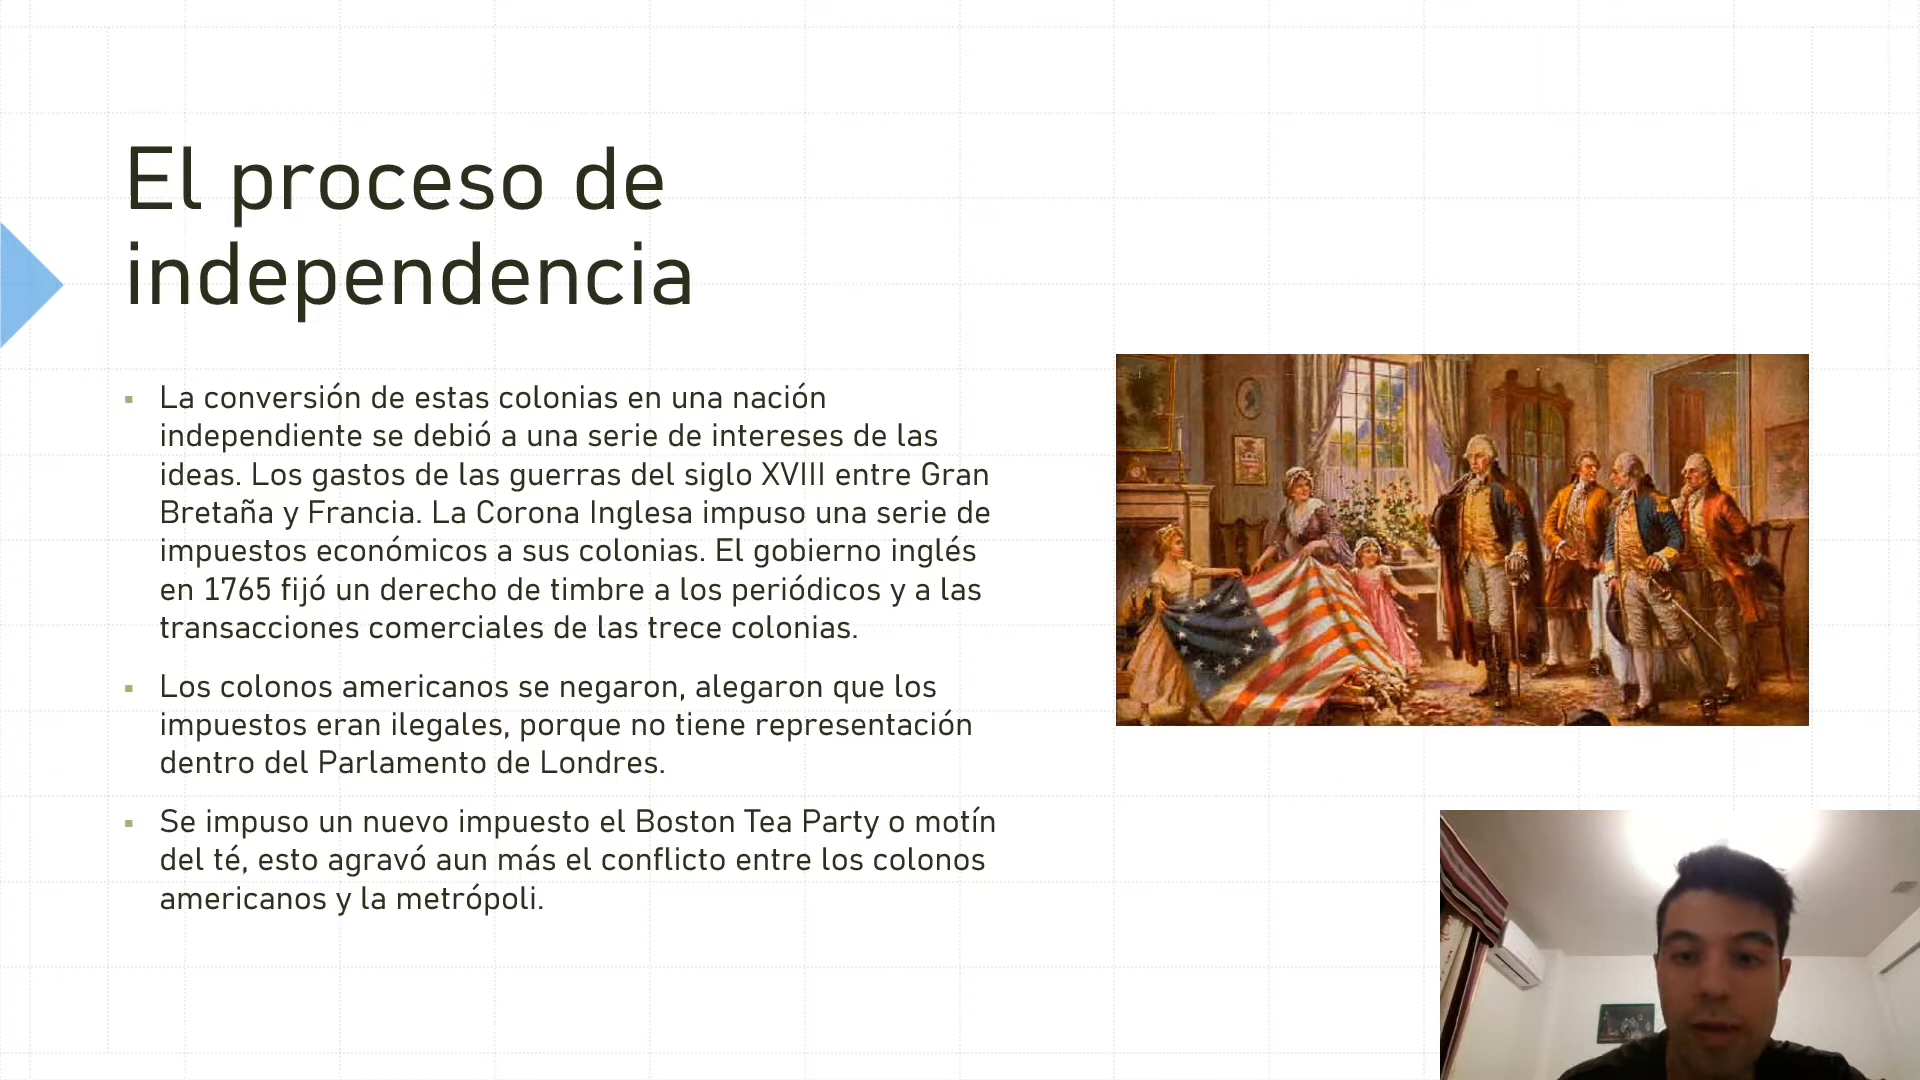 El proceso de
independencia
▪ La conversión de estas colonias en una nación
independiente se debió a una serie de intereses de las
ideas. Los gastos de las guerras del siglo XVIII entre Gran
Bretaña y Francia. La Corona Inglesa impuso una serie de
impuestos económicos a sus colonias. El gobierno inglés
en 1765 fijó un derecho de timbre a los periódicos y a las
transacciones comerciales de las trece colonias.
▪ Los colonos americanos se negaron, alegaron que los
impuestos eran ilegales, porque no tiene representación
dentro del Parlamento de Londres.
▪ Se impuso un nuevo impuesto el Boston Tea Party o motín
del té, esto agravó aun más el conflicto entre los colonos
americanos y la metrópoli.